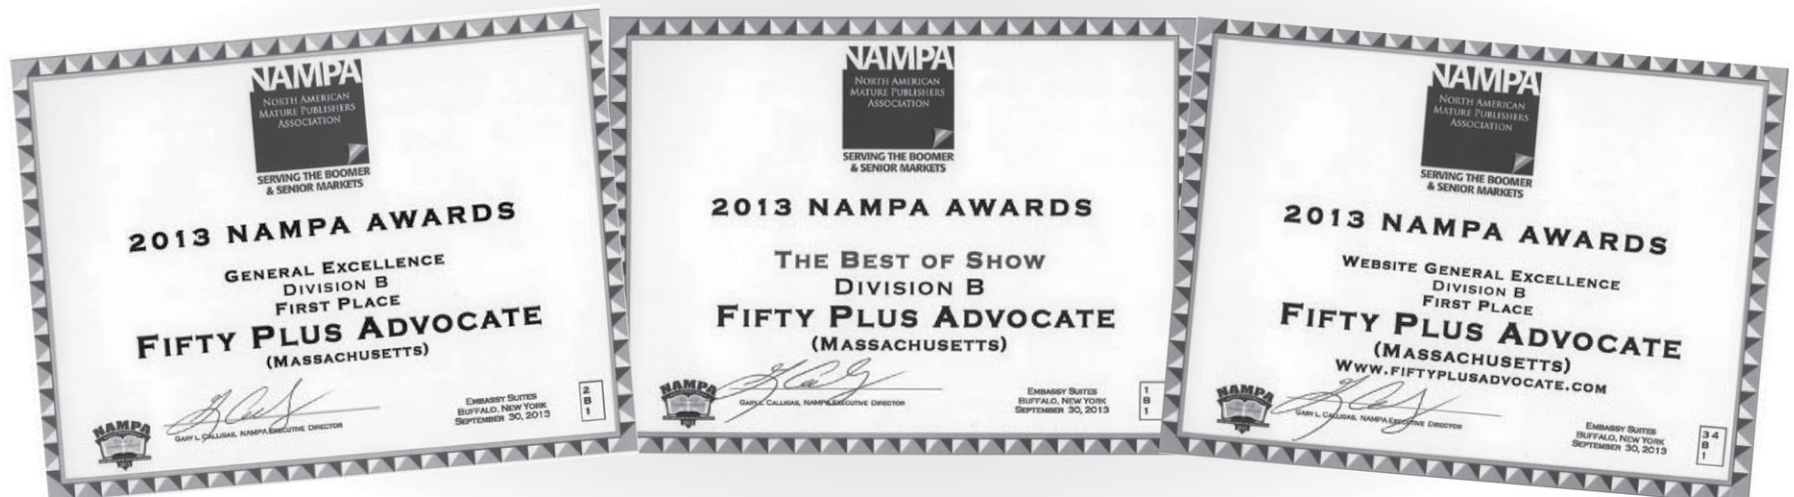 NAMPA
NORTH AMERICAN
MATURE PUBLISHERS
ASSOCIATION
SERVING THE BOOMER
& SENIOR MARKETS
2013 NAMPA AWARDS
GENERAL EXCELLENCE
DIVISION B
FIRST PLACE
FIFTY PLUS ADVOCATE
(MASSACHUSETTS)
NAMPA
GARY L. CALLIGAS, NAMPA EXECUTIVE DIRECTOR
EMBASSY SUITES
BUFFALO, NEW YORK
SEPTEMBER 30, 2013
2
B
1
NAMPA
NORTH AMERICAN
MATURE PUBLISHERS
ASSOCIATION
SERVING THE BOOMER
& SENIOR MARKETS
2013 NAMPA AWARDS
THE BEST OF SHOW
DIVISION B
FIFTY PLUS ADVOCATE
(MASSACHUSETTS)
NAMPA
GARY L. CALLIGAS, NAMPA EXECUTIVE DIRECTOR
EMBASSY SUITES
BUFFALO, NEW YORK
SEPTEMBER 30, 2013
1
B
1
NAMPA
NORTH AMERICAN
MATURE PUBLISHERS
ASSOCIATION
SERVING THE BOOMER
& SENIOR MARKETS
2013 NAMPA AWARDS
WEBSITE GENERAL EXCELLENCE
DIVISION B
FIRST PLACE
FIFTY PLUS ADVOCATE
(MASSACHUSETTS)
WWW.FIFTYPLUSADVOCATE.COM
NAMPA
GARY L. CALLIGAS, NAMPA EXECUTIVE DIRECTOR
EMBASSY SUITES
BUFFALO, NEW YORK
SEPTEMBER 30, 2013
34
B
1